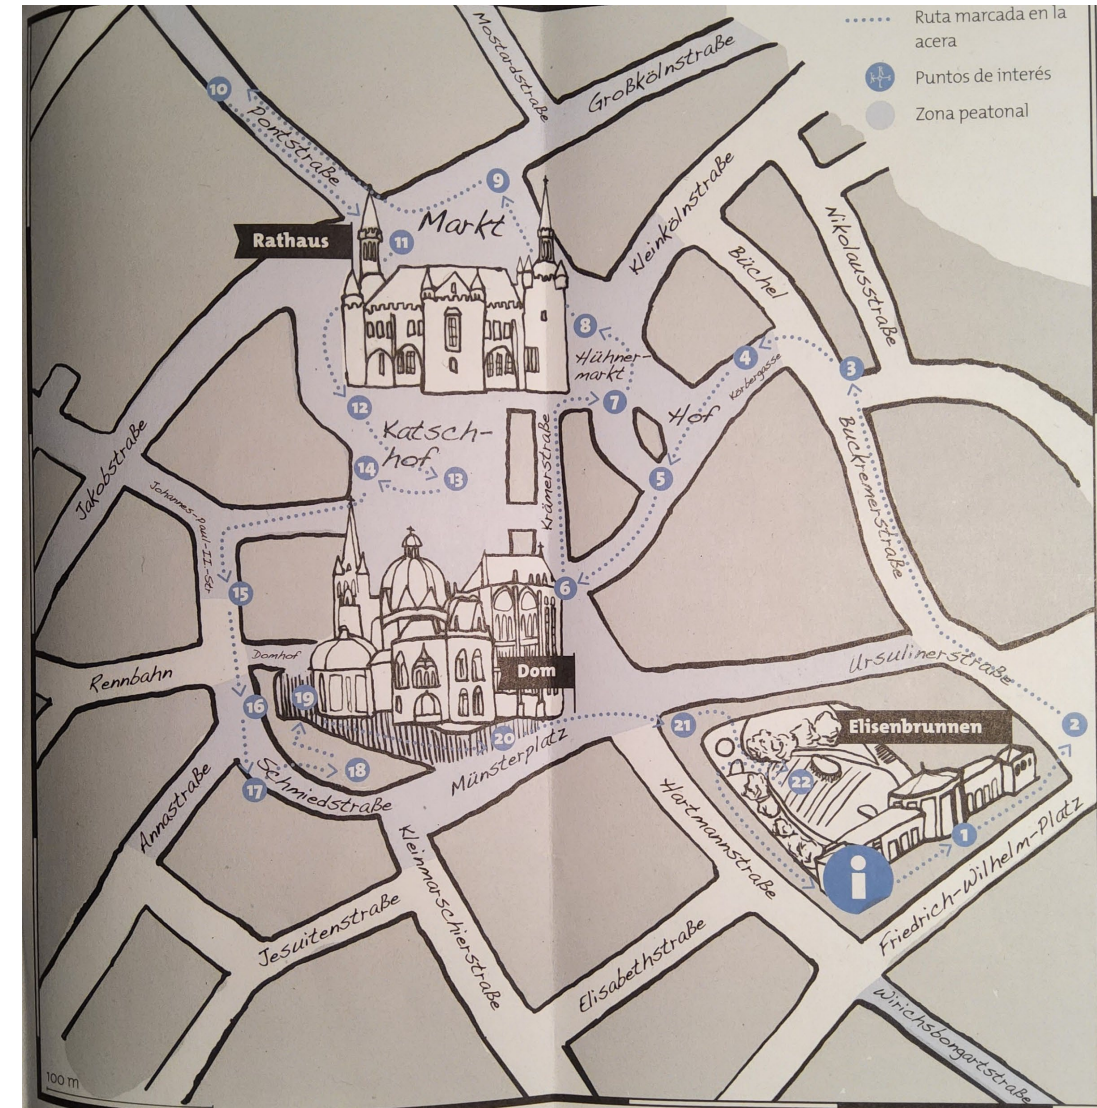 Ruta marcada en la
acera
Puntos de interés
Zona peatonal
Mostardstraße
Großkölnstraße
10
Pontstraße
9
Markt
Kleinkölnstraße
Nikolausstraße
Rathaus
11
Büchel
8
Hühner-
markt
4
Körbergasse
3
12
7
Hof
Katsch-
hof
Krämerstraße
Buckremerstraße
Jakobstraße
14
13
5
Johannes-Paul-II-Str
15
6
Domhof
Rennbahn
Dom
Ursulinerstraße
19
16
20
Münsterplatz
21
Elisenbrunnen
2
18
17
Schmiedstraße
22
Annastraße
Hartmannstraße
1
Kleinmarschierstraße
i
Friedrich-Wilhelm-Platz
Jesuitenstraße
Elisabethstraße
Wirichsbongartstraße
100 m